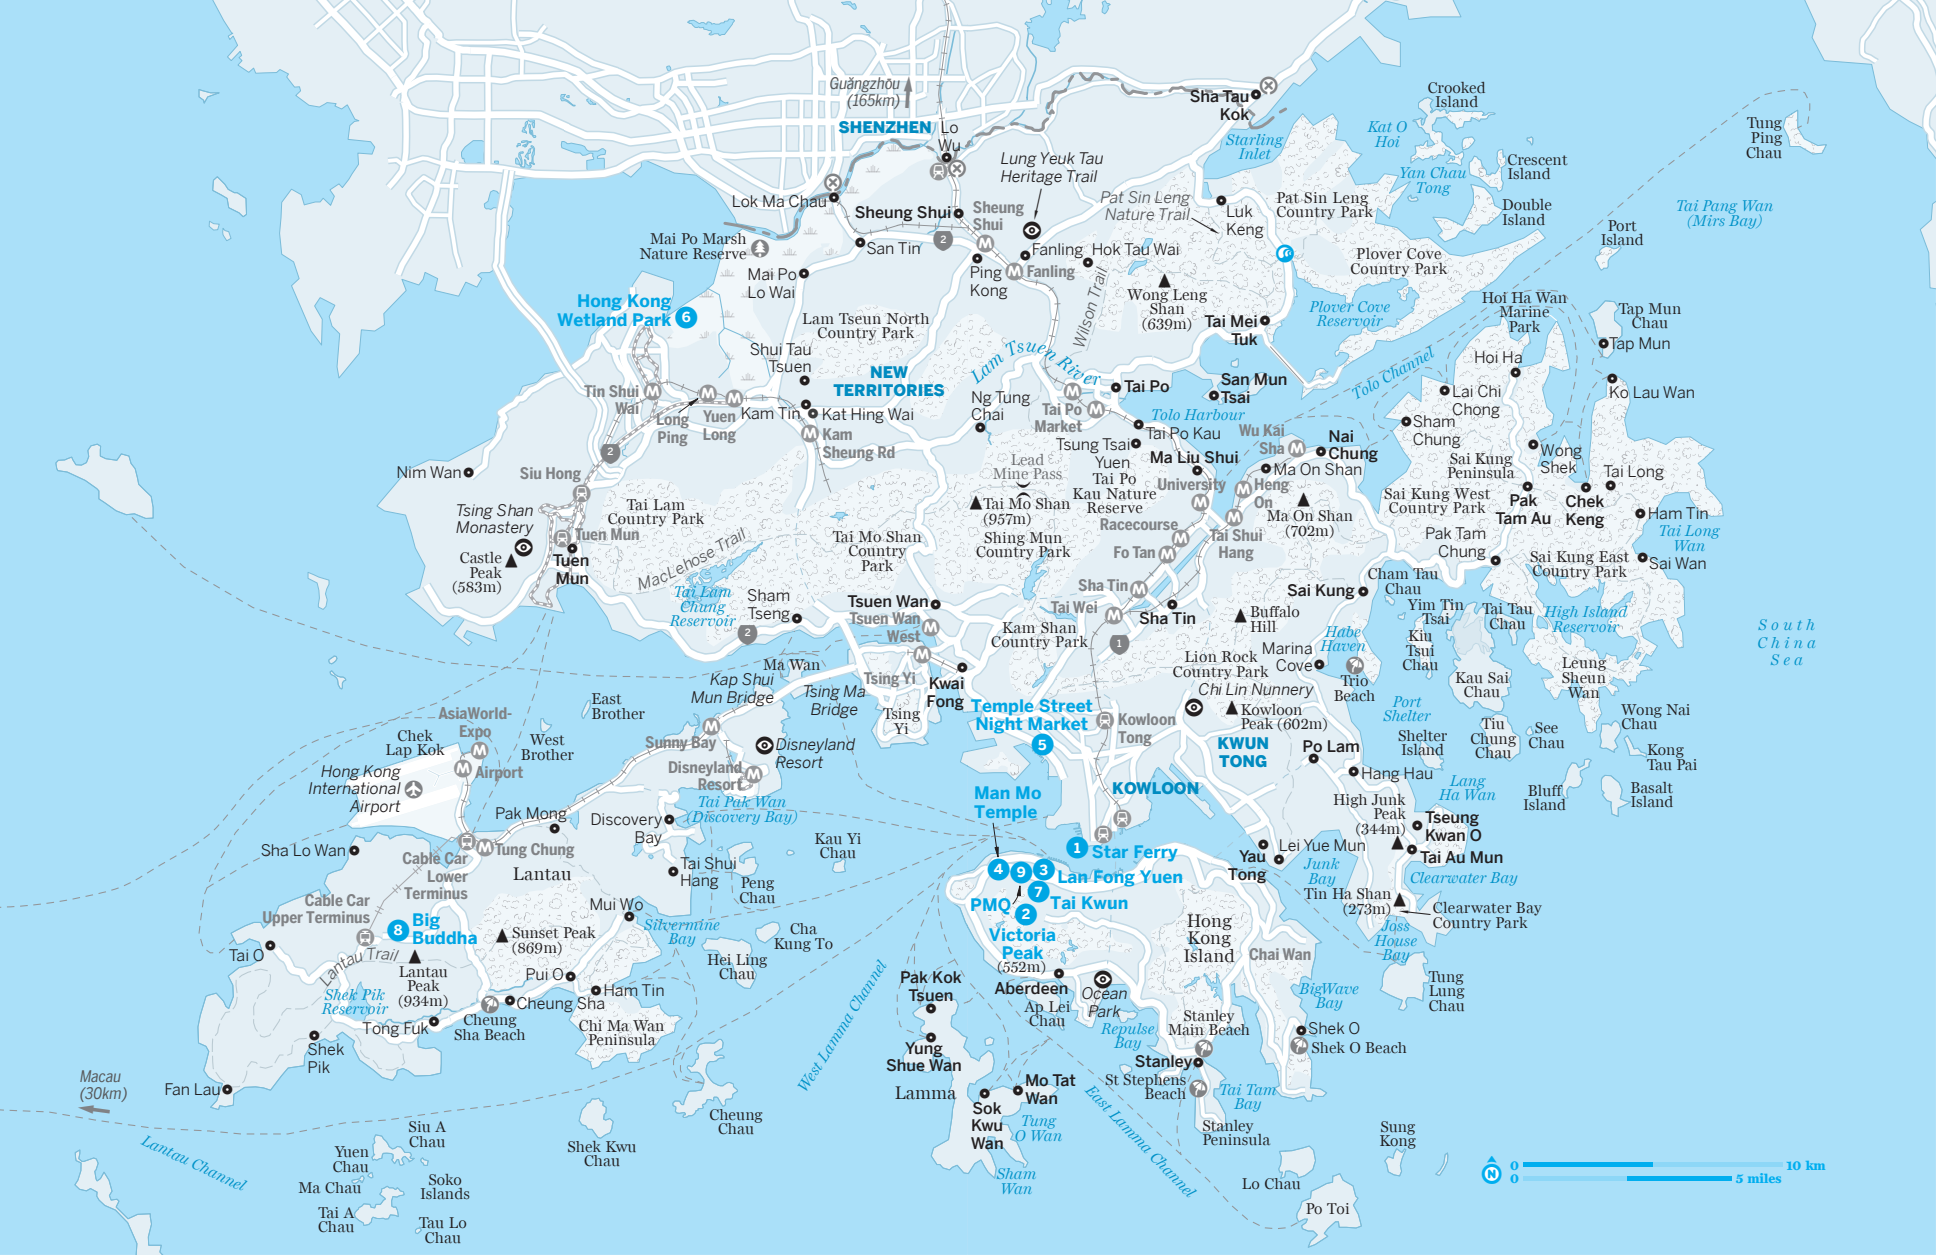 Guǎngzhōu
(165km)
SHENZHEN
Lo
Wu
Sha Tau
Kok
Starling
Inlet
Crooked
Island
Kat O
Hoi
Tung
Ping
Chau
Crescent
Island
Yan Chau
Tong
Double
Island
Tai Pang Wan
(Mirs Bay)
Port
Island
Lung Yeuk Tau
Heritage Trail
Pat Sin Leng
Nature Trail
Luk
Keng
Pat Sin Leng
Country Park
Plover Cove
Country Park
Plover Cove
Reservoir
Lok Ma Chau
Sheung Shui
Sheung
Shui
Mai Po Marsh
Nature Reserve
San Tin
2
Fanling
Hok Tau Wai
Mai Po
Lo Wai
Ping
Kong
Fanling
Wilson Trail
Wong Leng
Shan
(639m)
Tai Mei
Tuk
Hong Kong
Wetland Park
6
Lam Tseun North
Country Park
Shui Tau
Tsuen
NEW
TERRITORIES
Lam Tsuen River
Hoi Ha Wan
Marine
Park
Tap Mun
Chau
Tap Mun
Hoi Ha
Tolo Channel
Lai Chi
Chong
Ko Lau Wan
Tin Shui
Wai
Long
Ping
Yuen
Long
Kam Tin
Kat Hing Wai
Kam
Sheung Rd
Ng Tung
Chai
Tai Po
Tai Po
Market
San Mun
Tsai
Tolo Harbour
Tai Po Kau
Tsung Tsai
Yuen
Tai Po
Kau Nature
Reserve
Wu Kai
Sha
Nai
Chung
Ma Liu Shui
Ma On Shan
University
Heng
On
Ma On Shan
(702m)
Sham
Chung
Sai Kung
Peninsula
Wong
Shek
Tai Long
Sai Kung West
Country Park
Pak
Tam Au
Chek
Keng
Ham Tin
Tai Long
Wan
Pak Tam
Chung
Sai Kung East
Country Park
Sai Wan
Nim Wan
Siu Hong
2
Tsing Shan
Monastery
Castle
Peak
(583m)
Tuen Mun
Tuen
Mun
Tai Lam
Country Park
MacLehose Trail
Tai Lam
Chung
Reservoir
Lead
Mine Pass
Tai Mo Shan
(957m)
Shing Mun
Country Park
Tai Mo Shan
Country
Park
Racecourse
Fo Tan
Tai Shui
Hang
Sha Tin
Tai Wei
Sha Tin
Sham
Tseng
2
Tsuen Wan
Tsuen Wan
West
Kam Shan
Country Park
1
Buffalo
Hill
Sai Kung
Cham Tau
Chau
Yim Tin
Tsai
Tai Tau
Chau
High Island
Reservoir
South
China
Sea
Habe
Haven
Kiu
Tsui
Chau
Marina
Cove
Trio
Beach
Lion Rock
Country Park
Kau Sai
Chau
Leung
Sheun
Wan
Chi Lin Nunnery
Kowloon
Peak (602m)
Port
Shelter
Shelter
Island
Tiu
Chung
Chau
See
Chau
Wong Nai
Chau
Kong
Tau Pai
Ma Wan
Kap Shui
Mun Bridge
Tsing Ma
Bridge
Tsing Yi
Tsing
Yi
Kwai
Fong
Temple Street
Night Market
5
Kowloon
Tong
KWUN
TONG
Po Lam
Hang Hau
Lang
Ha Wan
Bluff
Island
Basalt
Island
East
Brother
West
Brother
AsiaWorld-
Expo
Chek
Lap Kok
Hong Kong
International
Airport
Airport
Sunny Bay
Disneyland
Resort
Disneyland
Resort
Tai Pak Wan
(Discovery Bay)
Discovery
Bay
Pak Mong
Tung Chung
Sha Lo Wan
Cable Car
Lower
Terminus
Lantau
Tai Shui
Hang
Peng
Chau
Kau Yi
Chau
Man Mo
Temple
KOWLOON
High Junk
Peak
(344m)
Tseung
Kwan O
Tai Au Mun
1
Star Ferry
Yau
Tong
Lei Yue Mun
Junk
Bay
Clearwater Bay
Tin Ha Shan
(273m)
Clearwater Bay
Country Park
Joss
House
Bay
4
9
3
Lan Fong Yuen
7
Tai Kwun
PMQ
2
Victoria
Peak
(552m)
Hong
Kong
Island
Chai Wan
Cable Car
Upper Terminus
8
Big
Buddha
Mui Wo
Silvermine
Bay
Cha
Kung To
Hei Ling
Chau
Tai O
Lantau Trail
Sunset Peak
(869m)
Lantau
Peak
(934m)
Pui O
Ham Tin
Shek Pik
Reservoir
Cheung Sha
Cheung
Sha Beach
Chi Ma Wan
Peninsula
Tong Fuk
Shek
Pik
Fan Lau
Macau
(30km)
Lantau Channel
West Lamma Channel
Pak Kok
Tsuen
Aberdeen
Ap Lei
Chau
Ocean
Park
Repulse
Bay
Stanley
Main Beach
BigWave
Bay
Tung
Lung
Chau
Shek O
Shek O Beach
Stanley
St Stephens
Beach
Tai Tam
Bay
Stanley
Peninsula
Yung
Shue Wan
Lamma
Mo Tat
Wan
Sok
Kwu
Wan
Tung
O Wan
Sham
Wan
East Lamma Channel
Cheung
Chau
Shek Kwu
Chau
Siu A
Chau
Yuen
Chau
Ma Chau
Soko
Islands
Tai A
Chau
Tau Lo
Chau
Sung
Kong
Lo Chau
Po Toi
N
0
10 km
0
5 miles